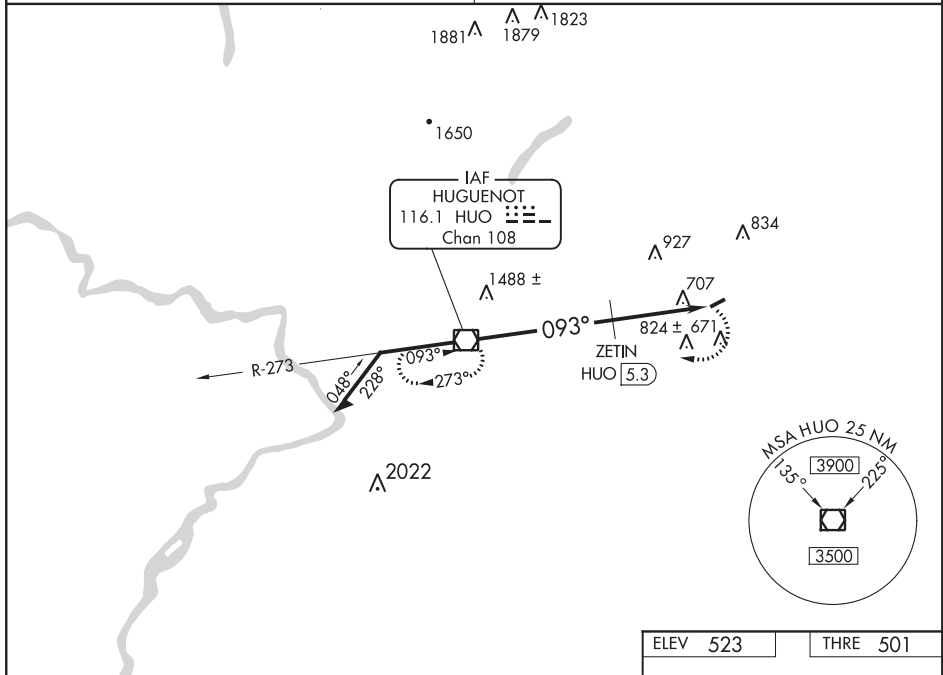 1881
1879
1823
1650
IAF
HUGUENOT
116.1 HUO
Chan 108
834
927
1488 ±
707
093°
824 ±
671
ZETIN
HUO 5.3
R-273
093°
273°
048°
228°
2022
MSA HUO 25 NM
135°
3900
225°
3500
ELEV 523
THRE 501